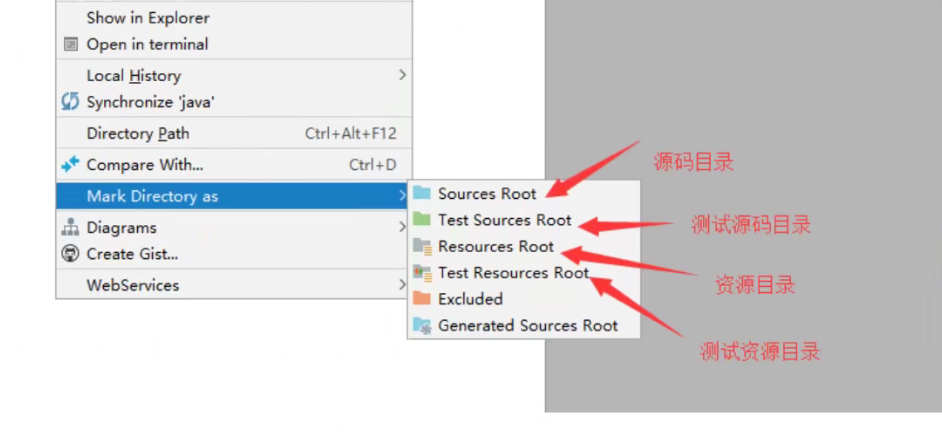 Show in Explorer
Open in terminal
Local History
Synchronize 'java'
Directory Path Ctrl+Alt+F12
Compare With... Ctrl+D
Mark Directory as
Diagrams
Create Gist...
WebServices
Sources Root
Test Sources Root
Resources Root
Test Resources Root
Excluded
Generated Sources Root
源码目录
测试源码目录
资源目录
测试资源目录